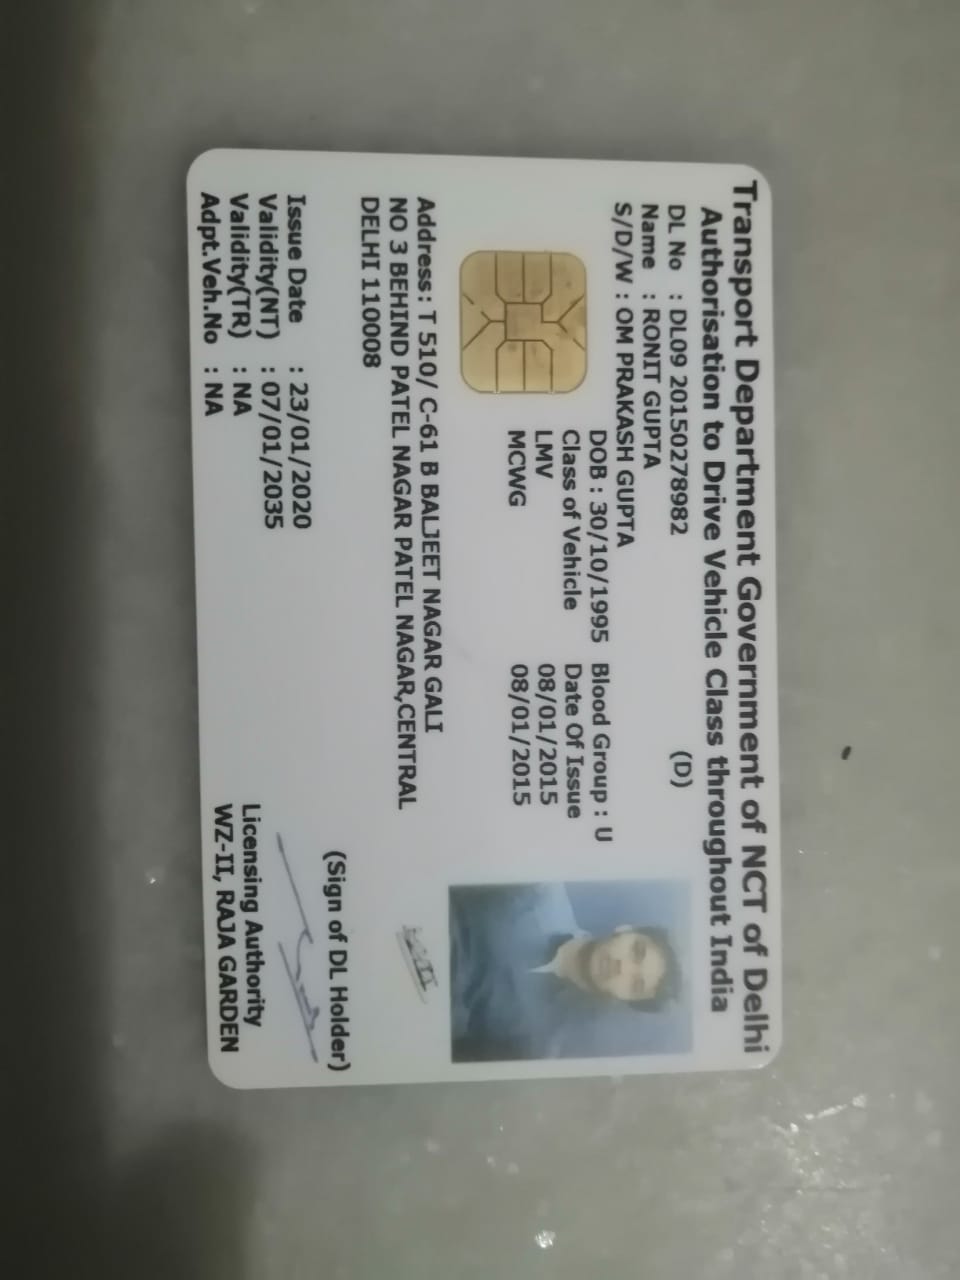 Transport Department Government of NCT of Delhi
Authorisation to Drive Vehicle Class throughout India
DL No : DL09 20150278982 (D)
Name : RONIT GUPTA
S/D/W : OM PRAKASH GUPTA
DOB : 30/10/1995 Blood Group : U
Class of Vehicle Date Of Issue
LMV 08/01/2015
MCWG 08/01/2015
Address: T 510/ C-61 B BALJEET NAGAR GALI
NO 3 BEHIND PATEL NAGAR PATEL NAGAR,CENTRAL
DELHI 110008
(Sign of DL Holder)
Issue Date : 23/01/2020
Validity(NT) : 07/01/2035
Validity(TR) : NA
Adpt.Veh.No : NA
Licensing Authority
WZ-II, RAJA GARDEN